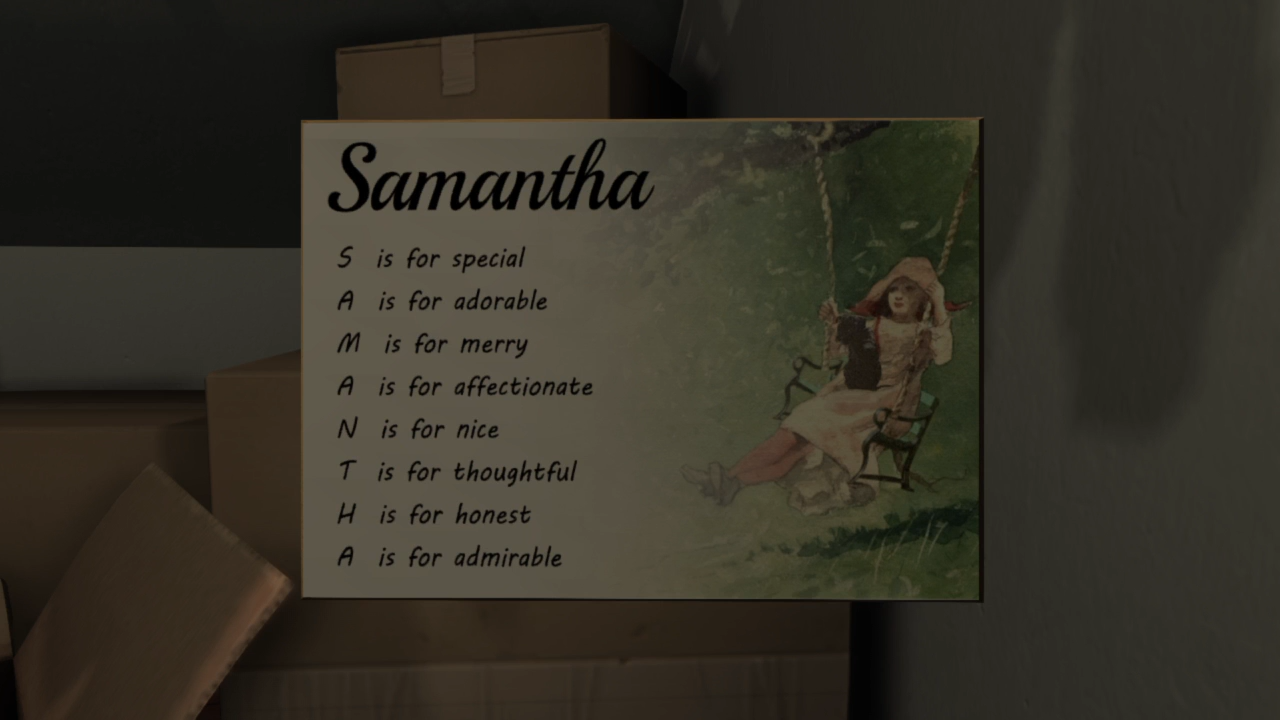 Samantha
S is for special
A is for adorable
M is for merry
A is for affectionate
N is for nice
T is for thoughtful
H is for honest
A is for admirable